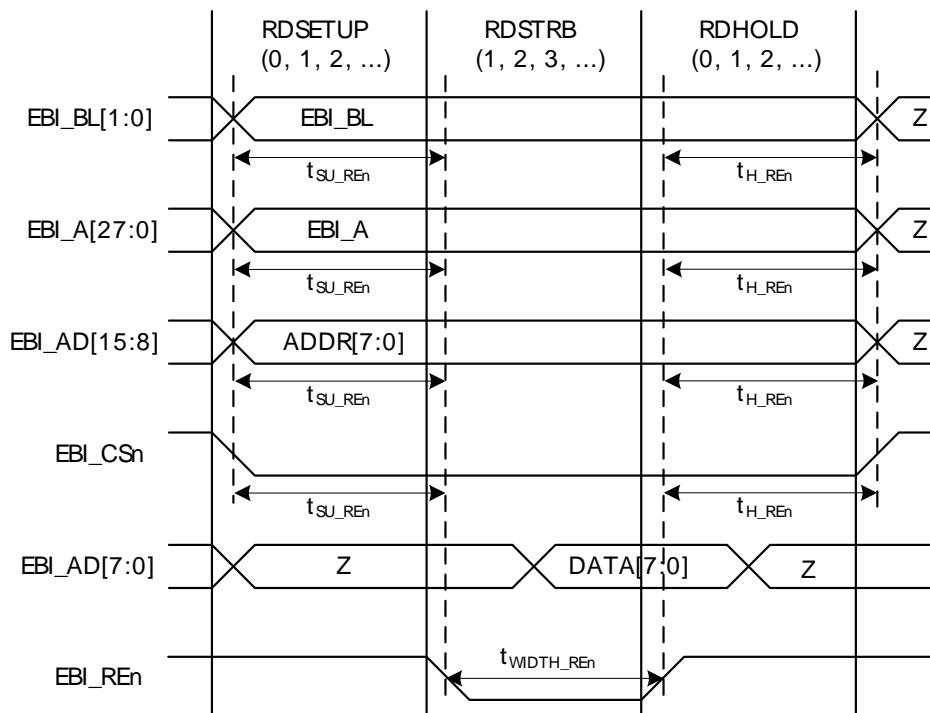 RDSETUP RDSTRB RDHOLD
(0, 1, 2, ...) (1, 2, 3, ...) (0, 1, 2, ...)
EBI_BL[1:0] EBI_BL Z
tSU_REn tH_REn
EBI_A[27:0] EBI_A Z
tSU_REn tH_REn
EBI_AD[15:8] ADDR[7:0] Z
tSU_REn tH_REn
EBI_CSn
tSU_REn tH_REn
EBI_AD[7:0] Z DATA[7:0] Z
tWIDTH_REn
EBI_REn